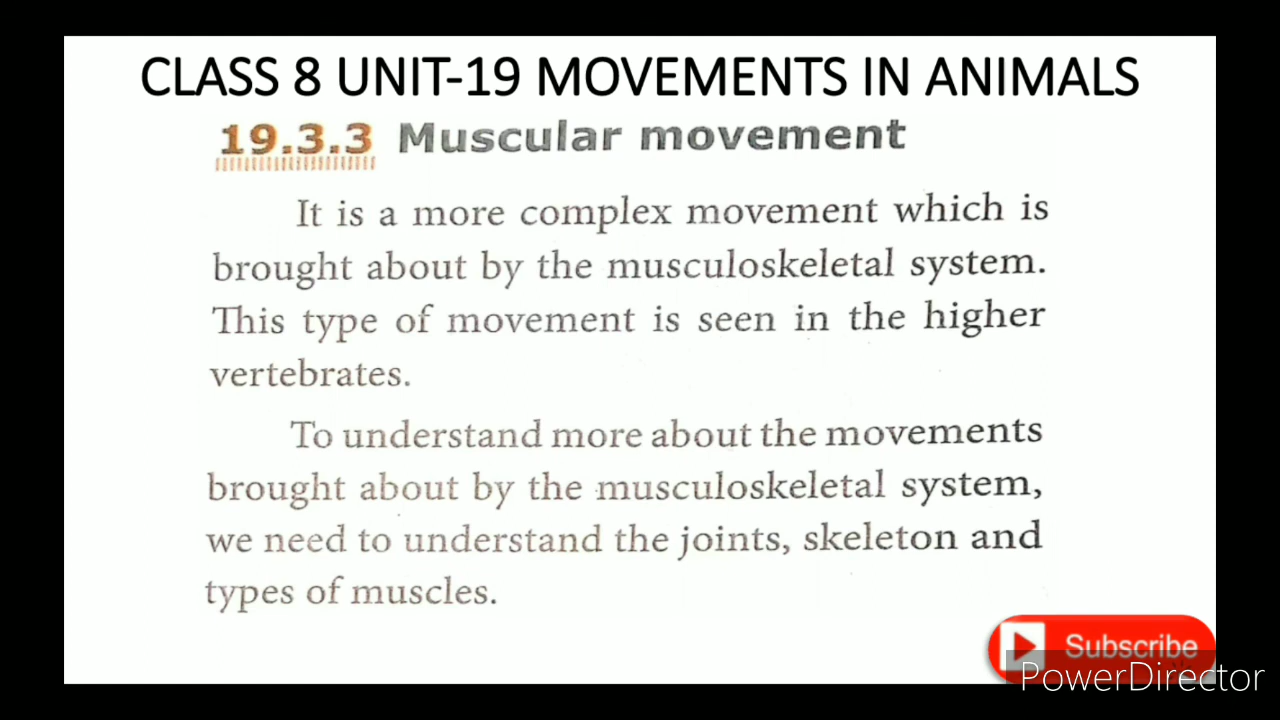 CLASS 8 UNIT-19 MOVEMENTS IN ANIMALS
19.3.3 Muscular movement
It is a more complex movement which is
brought about by the musculoskeletal system.
This type of movement is seen in the higher
vertebrates.
To understand more about the movements
brought about by the musculoskeletal system,
we need to understand the joints, skeleton and
types of muscles.
Subscribe
PowerDirector